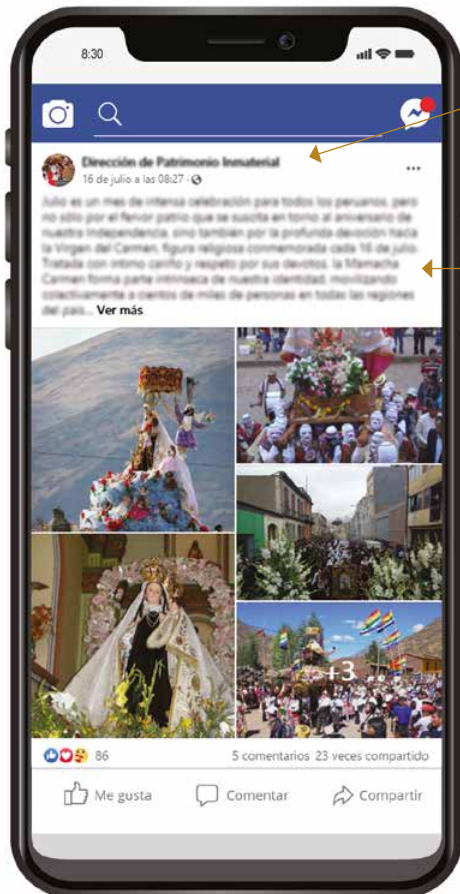 8:30
Dirección de Patrimonio Inmaterial
16 de julio a las 08:27
Julio es un mes de intensa celebración para todos los peruanos, pero
no sólo por el fervor patrio que se suscita en torno al aniversario de
nuestra Independencia, sino también por la profunda devoción hacia
la Virgen del Carmen, figura religiosa conmemorada cada 16 de julio.
Tratada con íntimo cariño y respeto por sus devotos, la Mamacha
Carmen forma parte intrínseca de nuestra identidad, movilizando
colectivamente a cientos de miles de personas en todas las regiones
del país... Ver más
+3
86
5 comentarios 23 veces compartido
Me gusta Comentar Compartir